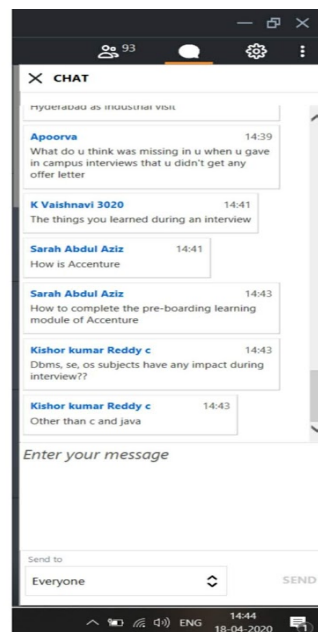 93
CHAT
Hyderabad as industrial visit
Apoorva 14:39
What do u think was missing in u when u gave
in campus interviews that u didn't get any
offer letter
K Vaishnavi 3020 14:41
The things you learned during an interview
Sarah Abdul Aziz 14:41
How is Accenture
Sarah Abdul Aziz 14:43
How to complete the pre-boarding learning
module of Accenture
Kishor kumar Reddy c 14:43
Dbms, se, os subjects have any impact during
interview??
Kishor kumar Reddy c 14:43
Other than c and java
Enter your message
Send to
Everyone
SEND
ENG
14:44
18-04-2020
1